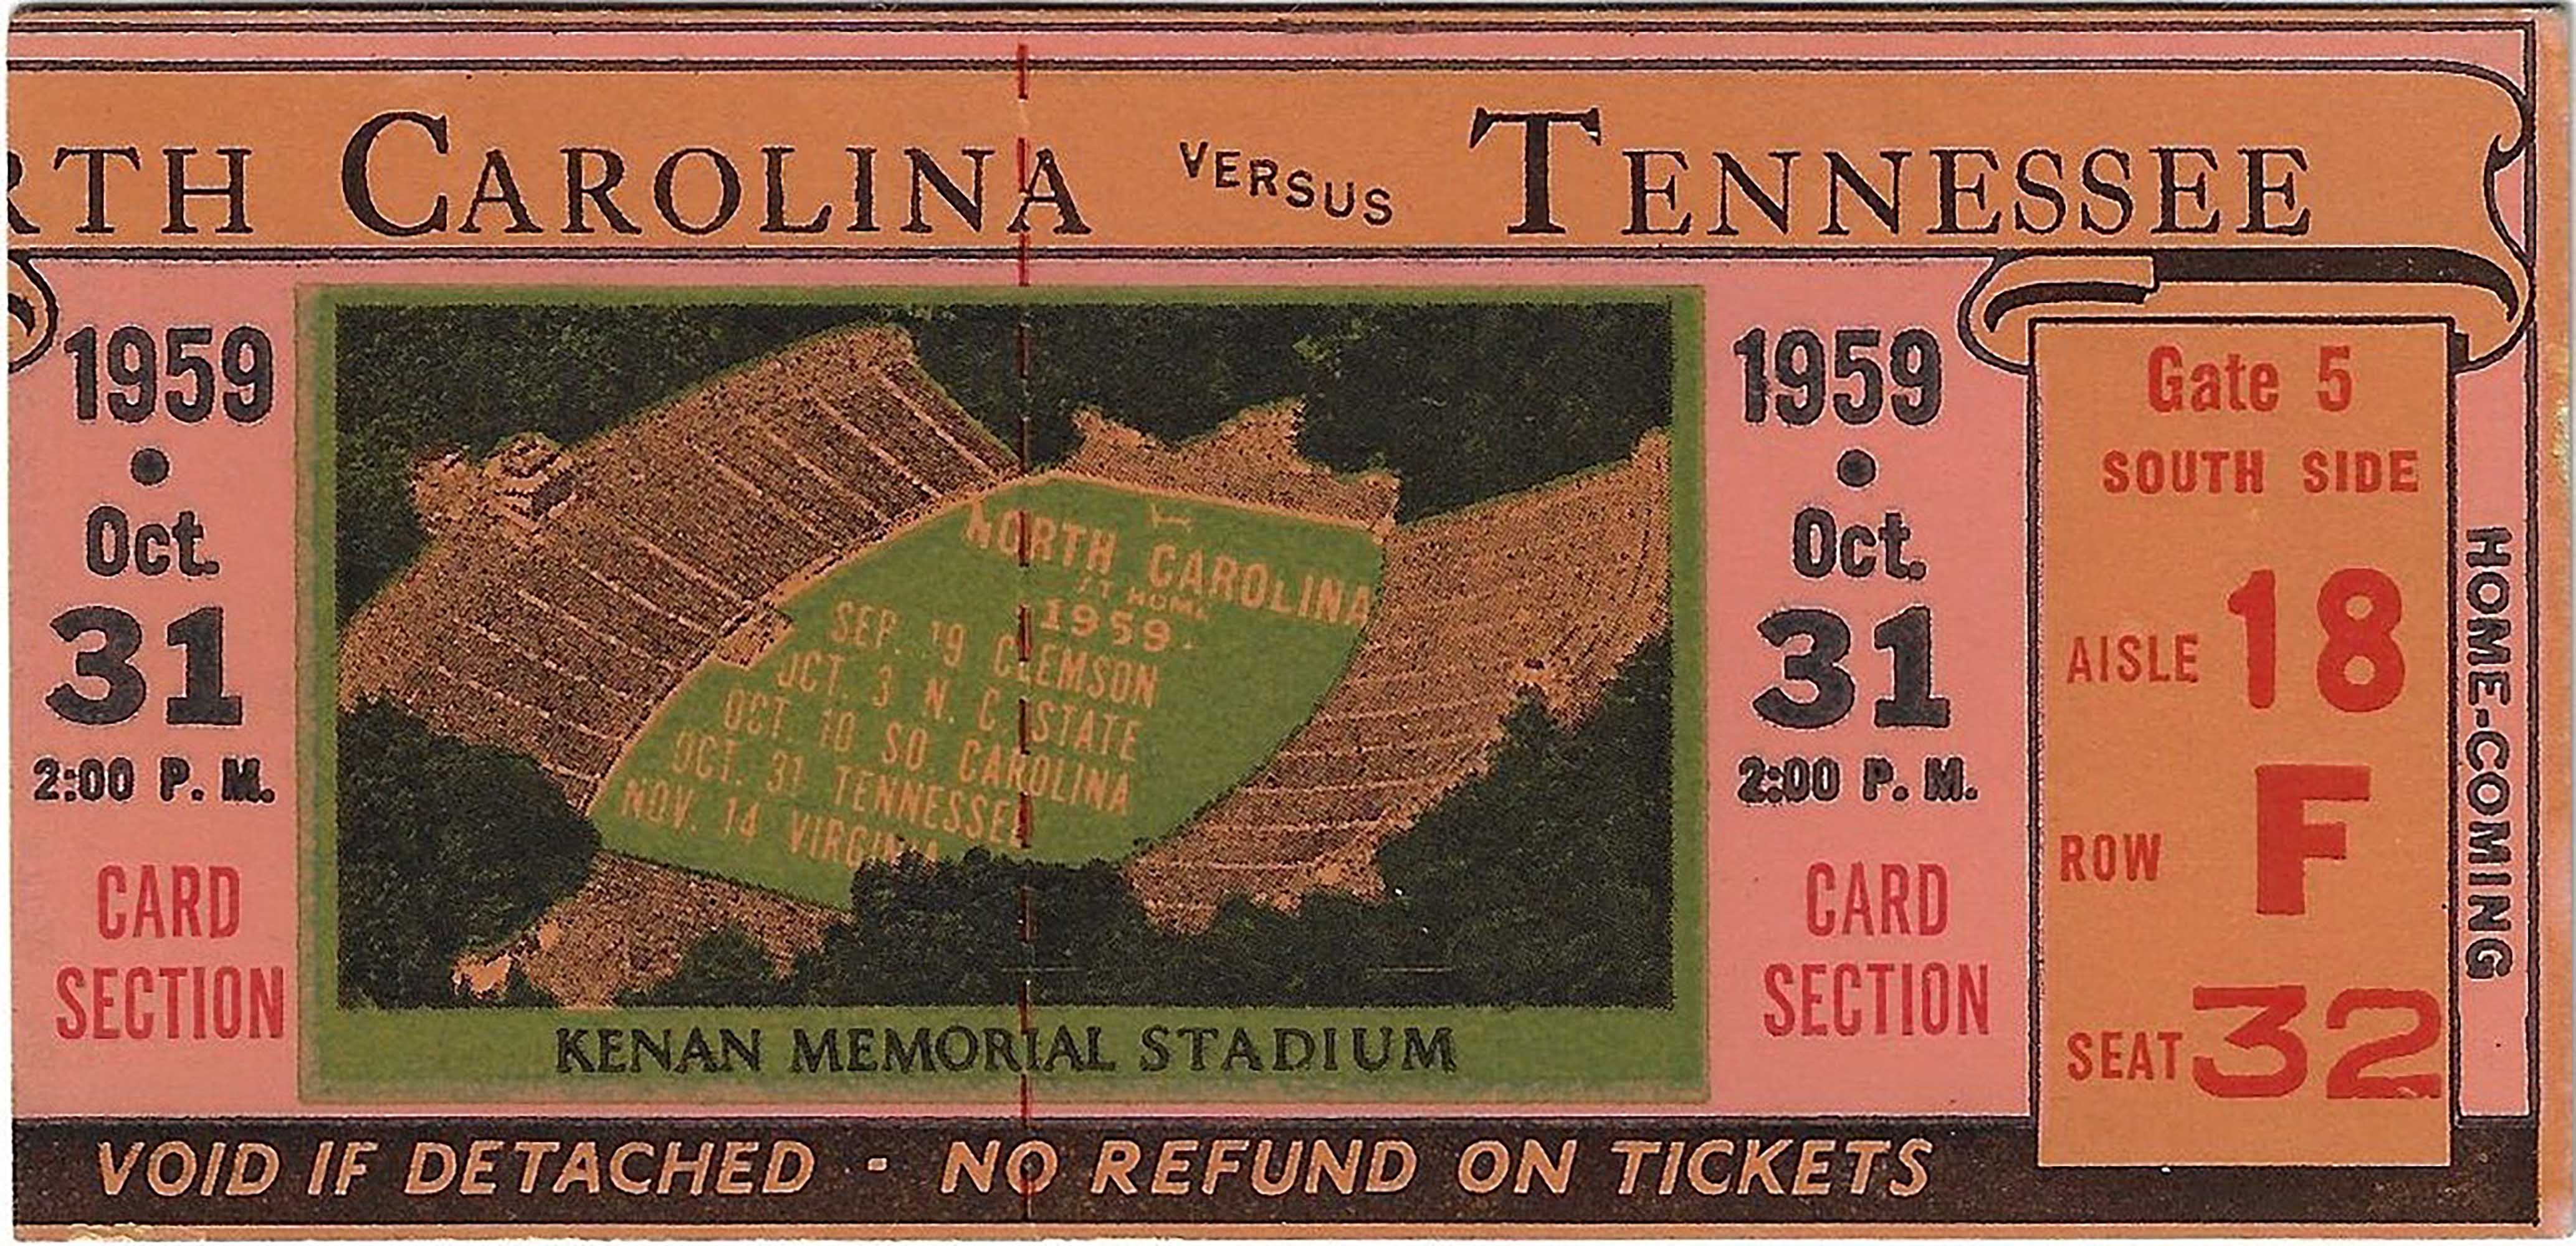 RTH CAROLINA VERSUS TENNESSEE
1959
Oct.
31
2:00 P. M.
CARD
SECTION
NORTH CAROLINA
AT HOME
1959
SEP. 19 CLEMSON
OCT. 3 N. C. STATE
OCT. 10 SO. CAROLINA
OCT. 31 TENNESSEE
NOV. 14 VIRGINIA
KENAN MEMORIAL STADIUM
1959
Oct.
31
2:00 P. M.
CARD
SECTION
Gate 5
SOUTH SIDE
AISLE 18
ROW F
SEAT 32
HOME-COMING
VOID IF DETACHED - NO REFUND ON TICKETS